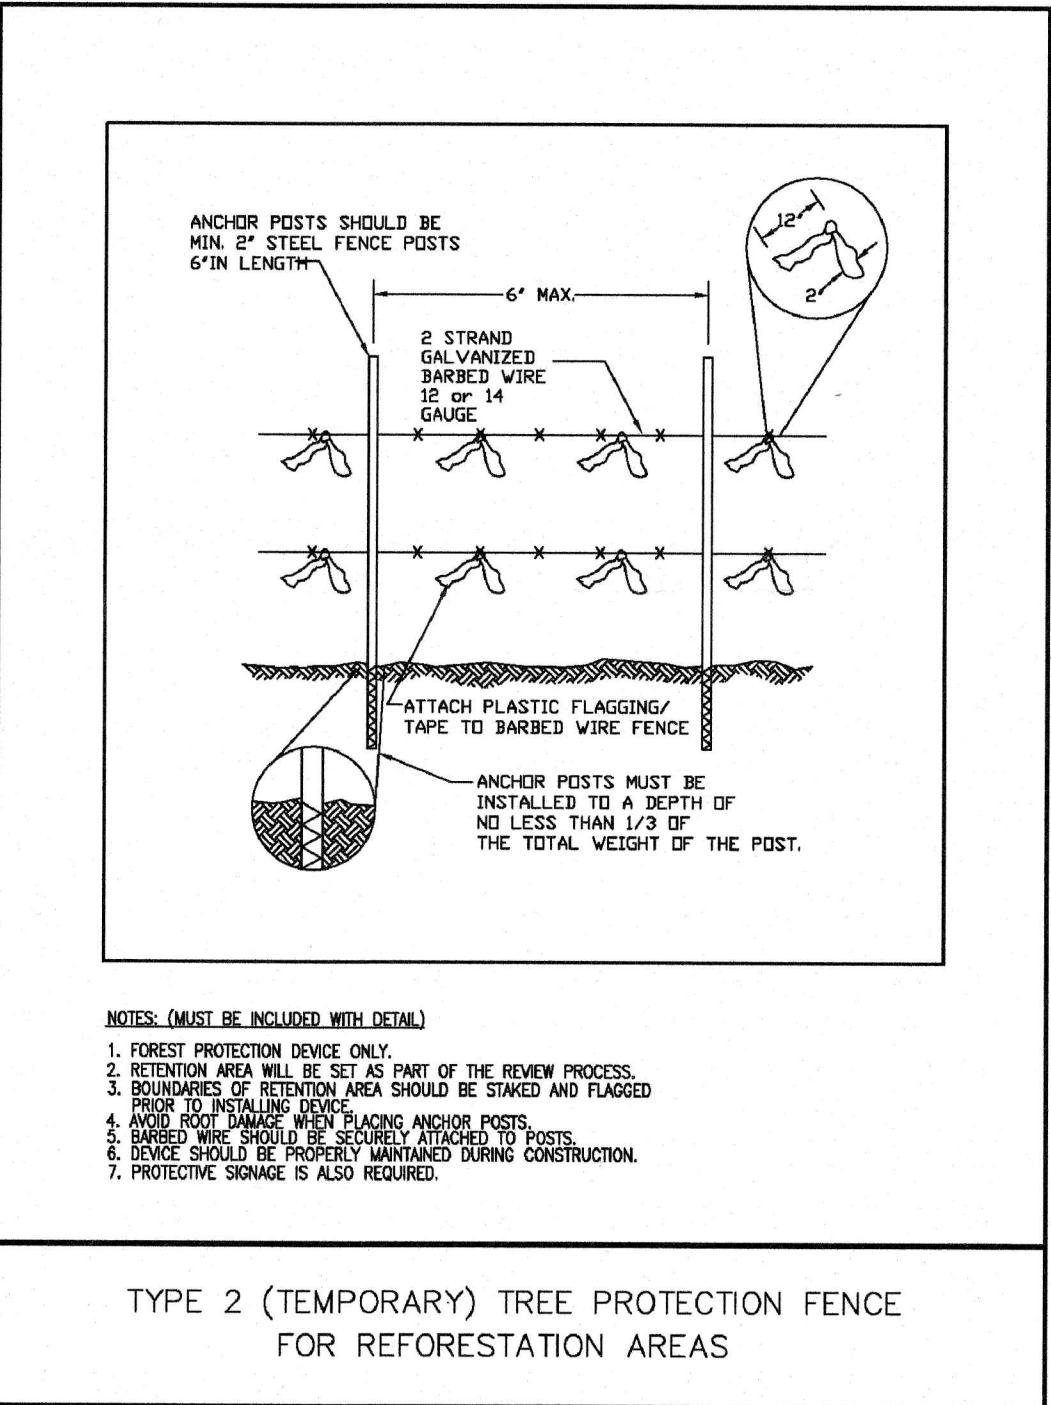 ANCHOR POSTS SHOULD BE
MIN. 2" STEEL FENCE POSTS
6'IN LENGTH
12"
2"
6' MAX.
2 STRAND
GALVANIZED
BARBED WIRE
12 or 14
GAUGE
ATTACH PLASTIC FLAGGING/
TAPE TO BARBED WIRE FENCE
ANCHOR POSTS MUST BE
INSTALLED TO A DEPTH OF
NO LESS THAN 1/3 OF
THE TOTAL WEIGHT OF THE POST.
NOTES: (MUST BE INCLUDED WITH DETAIL)
1. FOREST PROTECTION DEVICE ONLY.
2. RETENTION AREA WILL BE SET AS PART OF THE REVIEW PROCESS.
3. BOUNDARIES OF RETENTION AREA SHOULD BE STAKED AND FLAGGED
PRIOR TO INSTALLING DEVICE.
4. AVOID ROOT DAMAGE WHEN PLACING ANCHOR POSTS.
5. BARBED WIRE SHOULD BE SECURELY ATTACHED TO POSTS.
6. DEVICE SHOULD BE PROPERLY MAINTAINED DURING CONSTRUCTION.
7. PROTECTIVE SIGNAGE IS ALSO REQUIRED.
TYPE 2 (TEMPORARY) TREE PROTECTION FENCE
FOR REFORESTATION AREAS